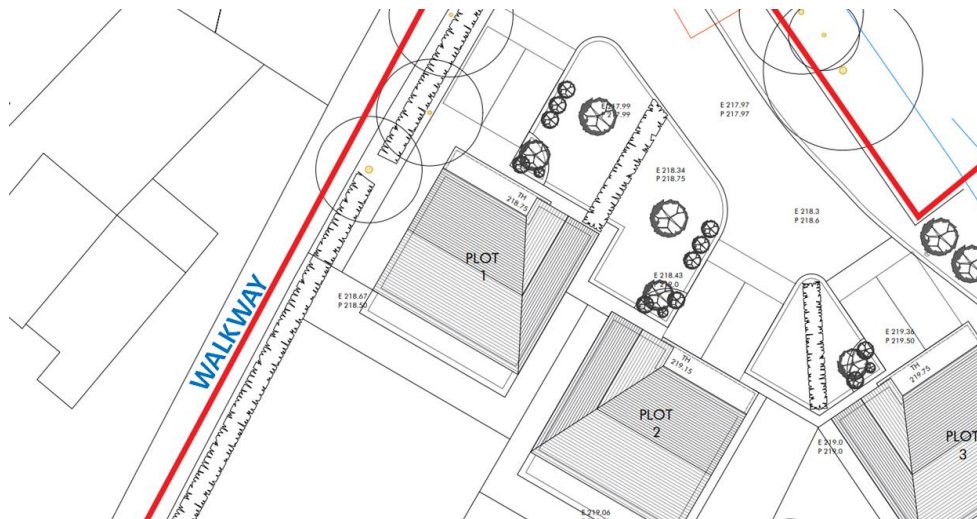 E 217.99
P 217.99
E 217.97
P 217.97
E 218.34
P 218.75
TH
218.75
E 218.3
P 218.6
PLOT
1
E 218.43
E 218.67
P 218.50
WALKWAY
E 219.36
P 219.50
TH
219.15
TH
219.75
PLOT
2
PLOT
3
E 219.0
P 219.0
E 219.06